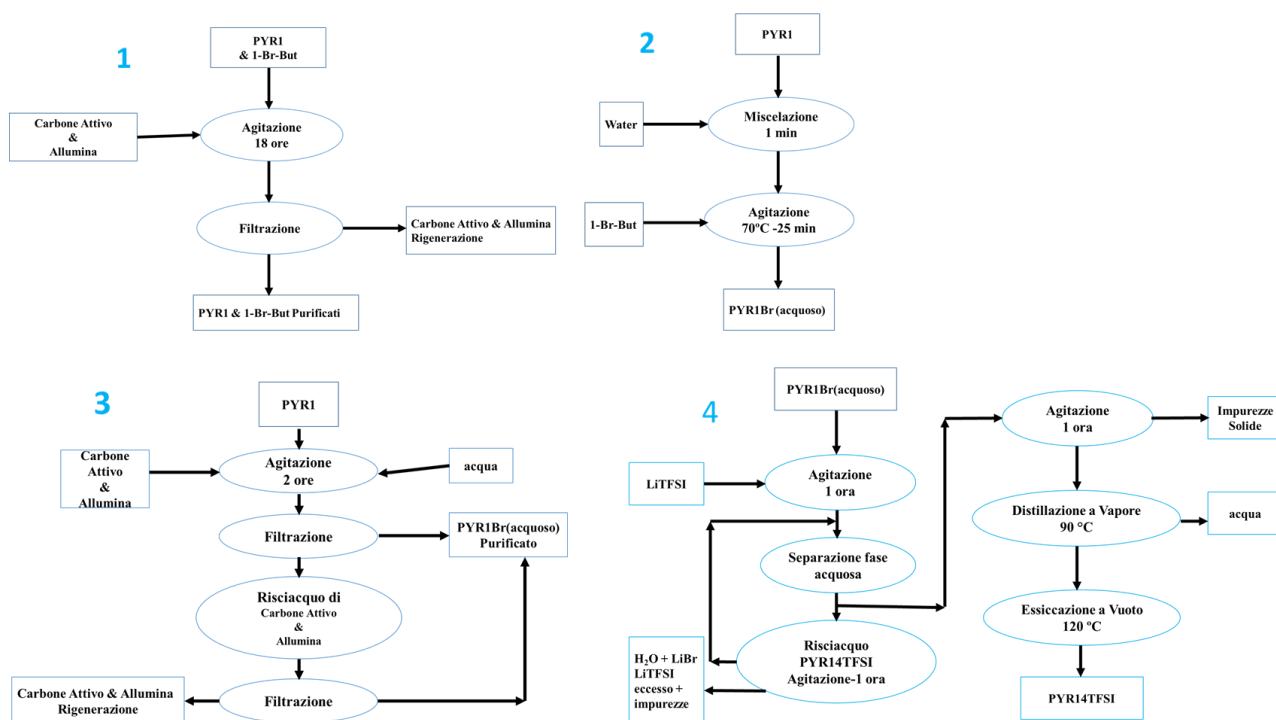 1
PYR1
& 1-Br-But
Carbone Attivo
&
Allumina
Agitazione
18 ore
Filtrazione
Carbone Attivo & Allumina
Rigenerazione
PYR1 & 1-Br-But Purificati
2
PYR1
Water
Miscelazione
1 min
1-Br-But
Agitazione
70ºC -25 min
PYR1Br (acquoso)
3
PYR1
Carbone
Attivo
&
Allumina
Agitazione
2 ore
acqua
Filtrazione
PYR1Br(acquoso)
Purificato
Risciacquo di
Carbone Attivo
&
Allumina
Carbone Attivo & Allumina
Rigenerazione
Filtrazione
4
PYR1Br(acquoso)
LiTFSI
Agitazione
1 ora
Separazione fase
acquosa
Risciacquo
PYR14TFSI
Agitazione-1 ora
H₂O + LiBr
LiTFSI
eccesso +
impurezze
Agitazione
1 ora
Impurezze
Solide
Distillazione a Vapore
90 °C
acqua
Essiccazione a Vuoto
120 ºC
PYR14TFSI